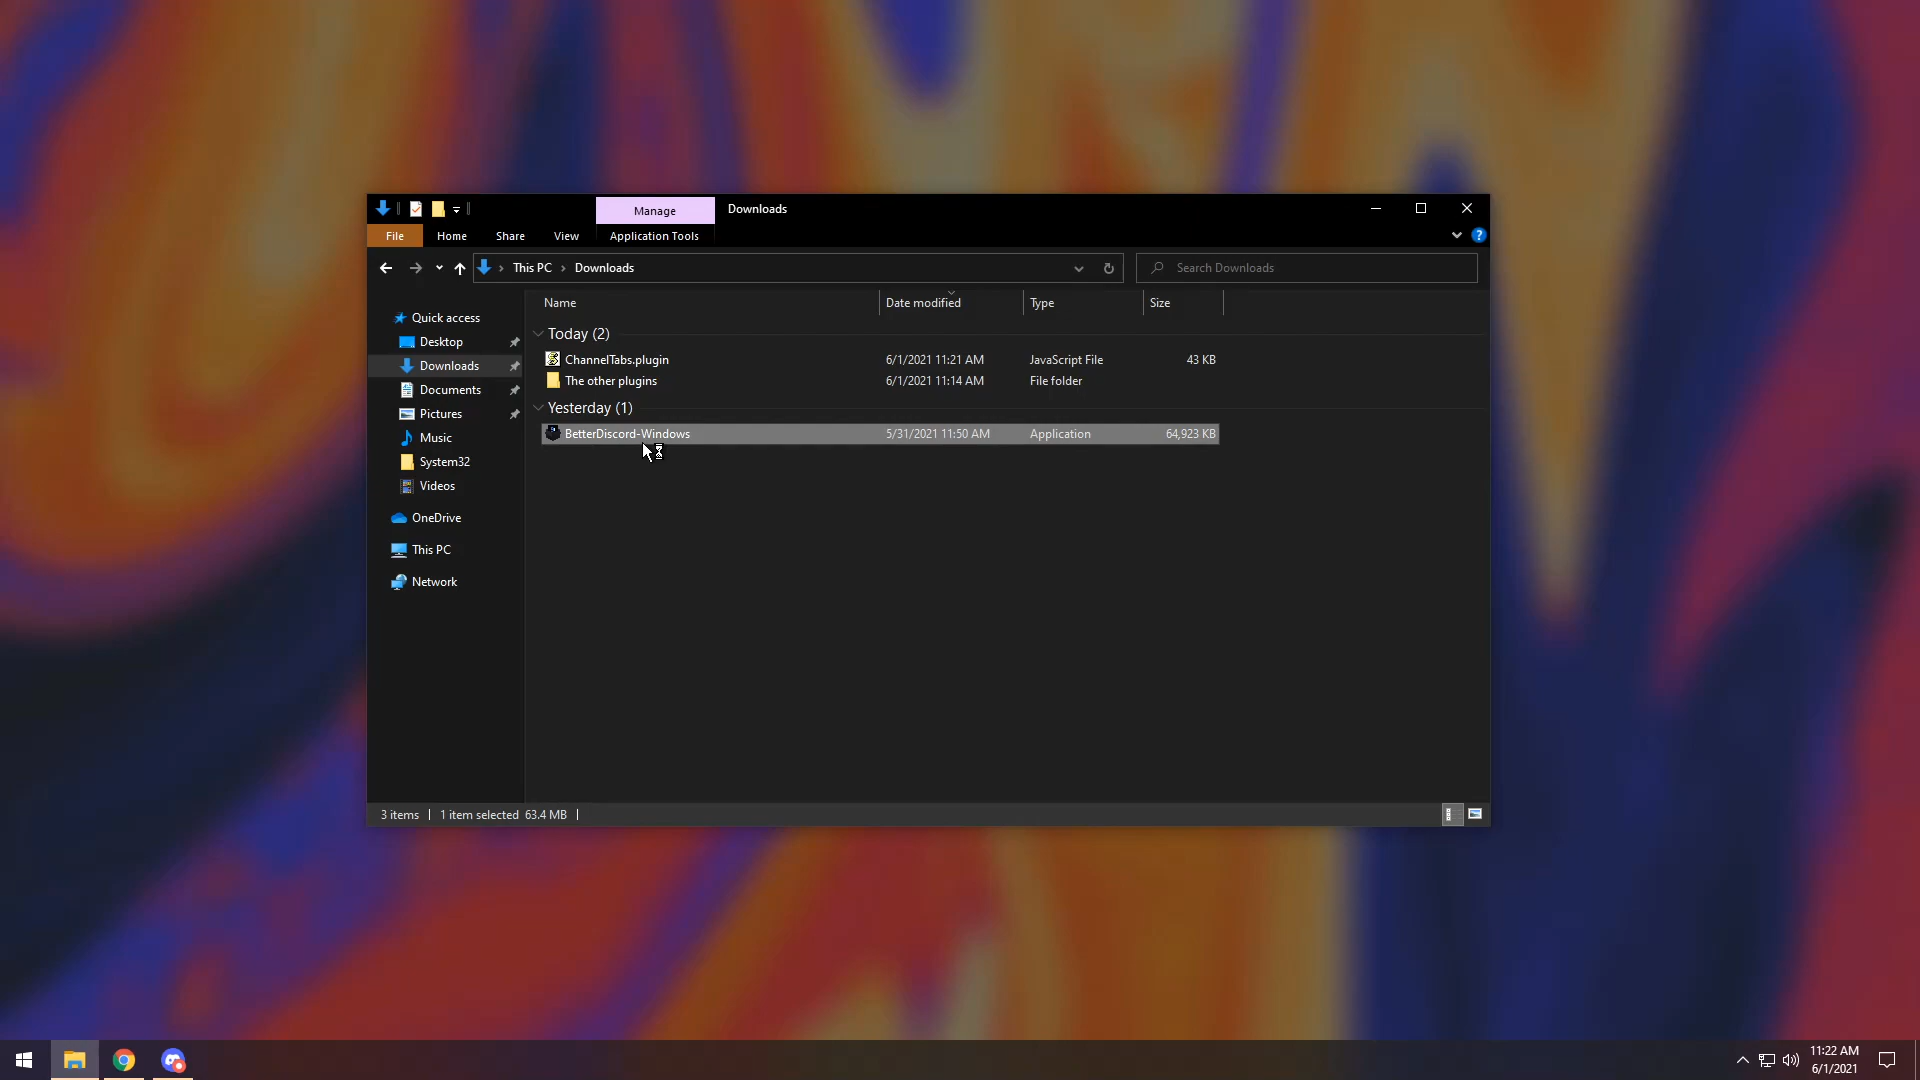 Manage
Downloads
File
Home
Share
View
Application Tools
This PC
Downloads
Search Downloads
Name
Date modified
Type
Size
Quick access
Desktop
Downloads
Documents
Pictures
Music
System32
Videos
OneDrive
This PC
Network
Today (2)
ChannelTabs.plugin 6/1/2021 11:21 AM JavaScript File 43 KB
The other plugins 6/1/2021 11:14 AM File folder
Yesterday (1)
BetterDiscord-Windows 5/31/2021 11:50 AM Application 64,923 KB
3 items
1 item selected 63.4 MB
11:22 AM
6/1/2021